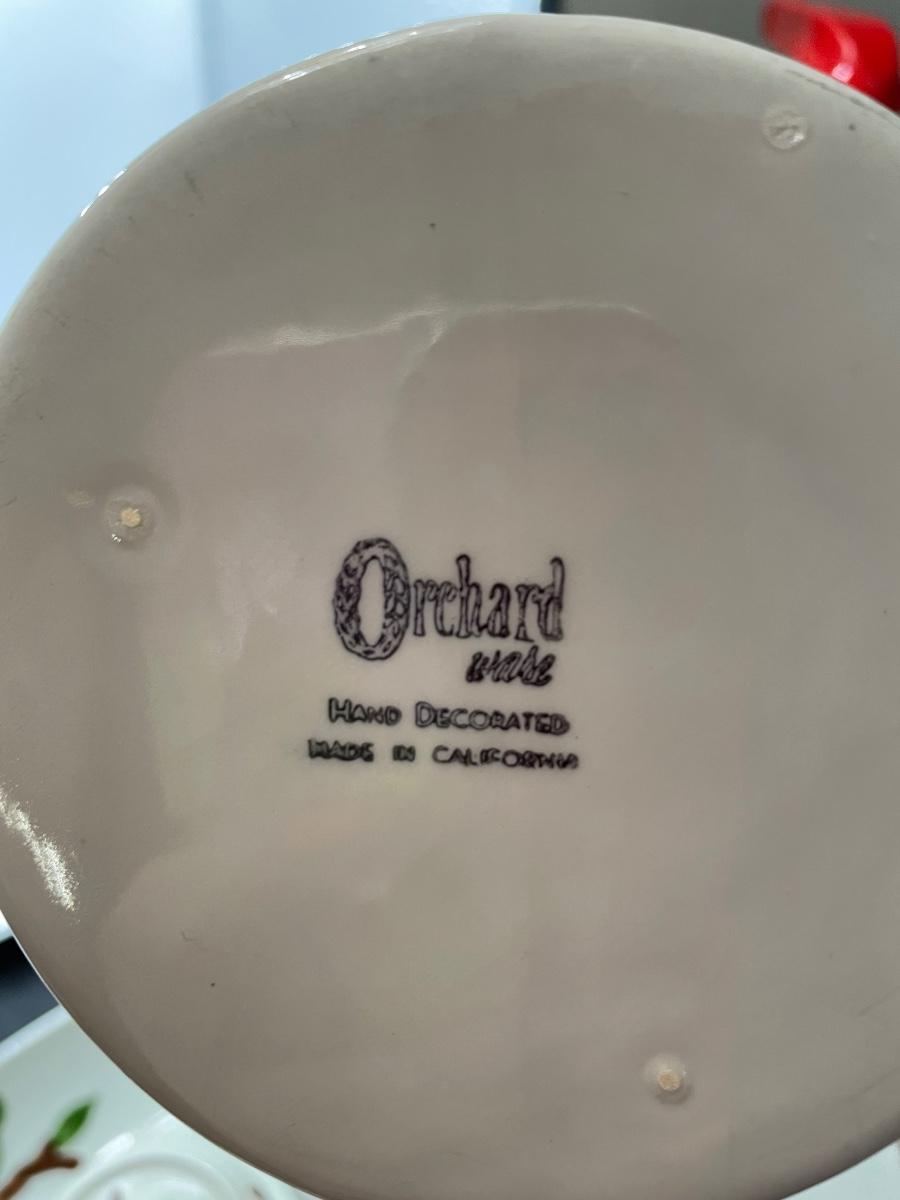 Orchard
ware
HAND DECORATED
MADE IN CALIFORNIA